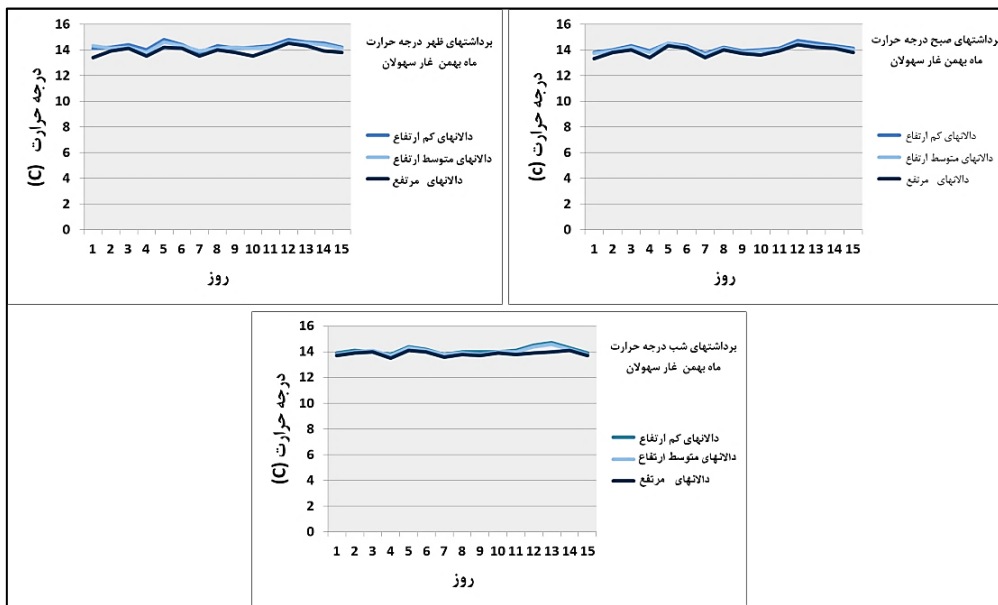 برداشتهای صبح درجه حرارت
ماه بهمن غار سهولان
درجه حرارت (c)
16
14
12
10
8
6
4
2
0
1 2 3 4 5 6 7 8 9 10 11 12 13 14 15
روز
دالانهای کم ارتفاع
دالانهای متوسط ارتفاع
دالانهای مرتفع
برداشتهای ظهر درجه حرارت
ماه بهمن غار سهولان
درجه حرارت (C)
16
14
12
10
8
6
4
2
0
1 2 3 4 5 6 7 8 9 10 11 12 13 14 15
روز
دالانهای کم ارتفاع
دالانهای متوسط ارتفاع
دالانهای مرتفع
برداشتهای شب درجه حرارت
ماه بهمن غار سهولان
درجه حرارت (C)
16
14
12
10
8
6
4
2
0
1 2 3 4 5 6 7 8 9 10 11 12 13 14 15
روز
دالانهای کم ارتفاع
دالانهای متوسط ارتفاع
دالانهای مرتفع